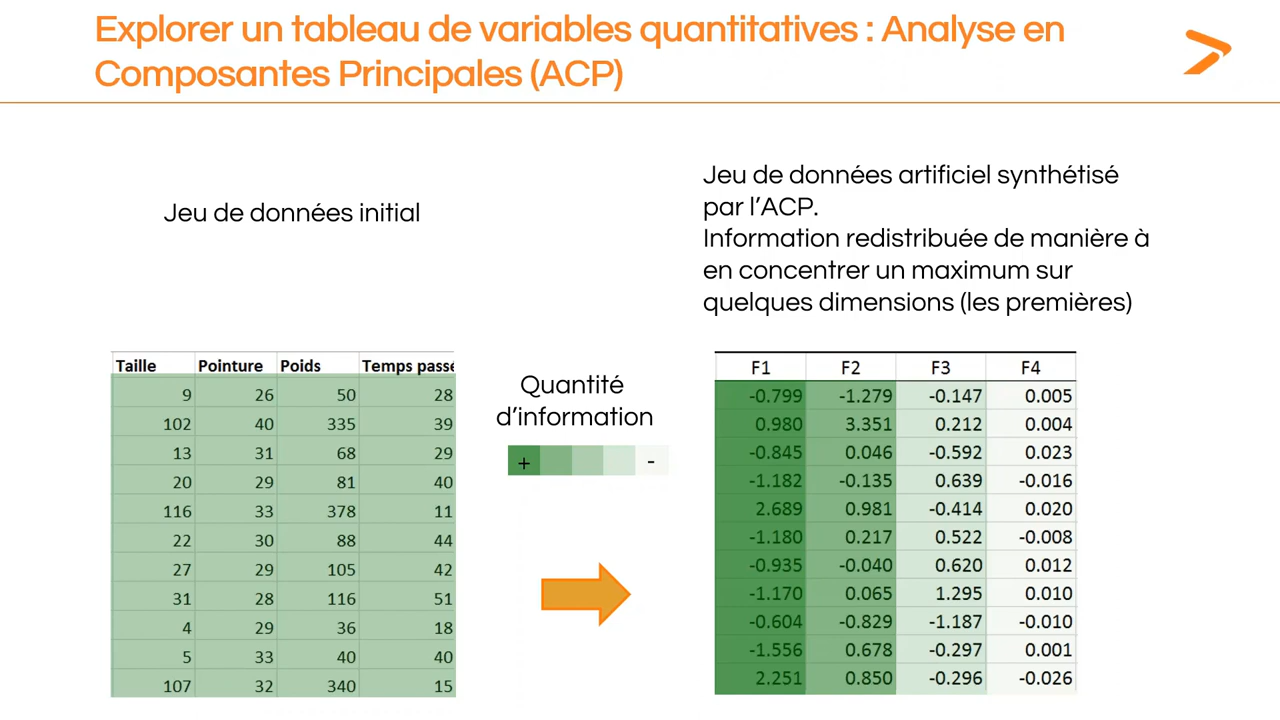 Explorer un tableau de variables quantitatives : Analyse en
Composantes Principales (ACP)
Jeu de données initial
Jeu de données artificiel synthétisé
par l'ACP.
Information redistribuée de manière à
en concentrer un maximum sur
quelques dimensions (les premières)
Taille Pointure Poids Temps passé
9 26 50 28
102 40 335 39
13 31 68 29
20 29 81 40
116 33 378 11
22 30 88 44
27 29 105 42
31 28 116 51
4 29 36 18
5 33 40 40
107 32 340 15
Quantité
d'information
+ -
F1 F2 F3 F4
-0.799 -1.279 -0.147 0.005
0.980 3.351 0.212 0.004
-0.845 0.046 -0.592 0.023
-1.182 -0.135 0.639 -0.016
2.689 0.981 -0.414 0.020
-1.180 0.217 0.522 -0.008
-0.935 -0.040 0.620 0.012
-1.170 0.065 1.295 0.010
-0.604 -0.829 -1.187 -0.010
-1.556 0.678 -0.297 0.001
2.251 0.850 -0.296 -0.026